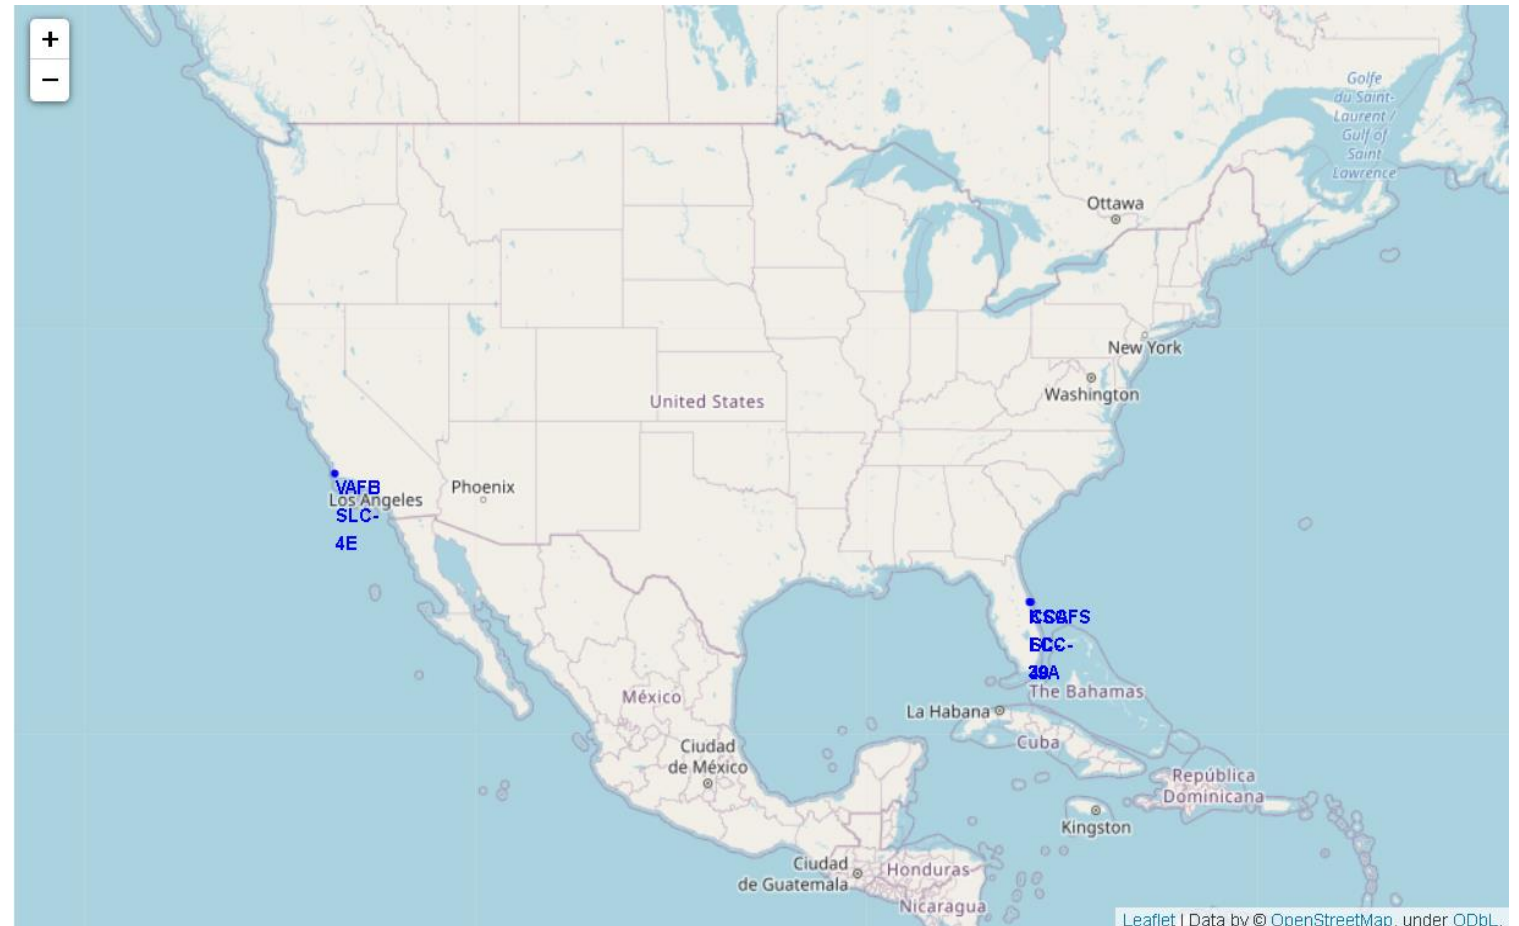 +
−
Golfe
du Saint-
Laurent /
Gulf of
Saint
Lawrence
Ottawa
New York
Washington
United States
Phoenix
Los Angeles
VAFB
SLC-
4E
The Bahamas
La Habana
Cuba
México
Ciudad
de México
República
Dominicana
Kingston
Ciudad
de Guatemala
Honduras
Nicaragua
Leaflet | Data by © OpenStreetMap, under ODbL.